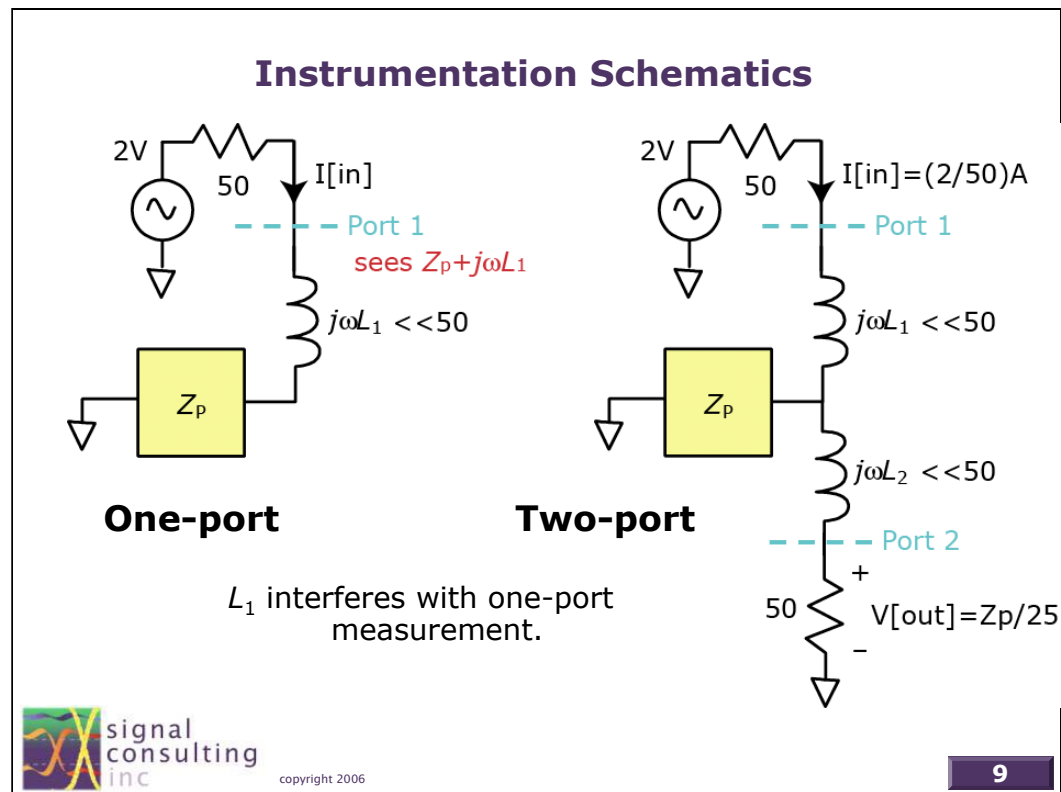 Instrumentation Schematics
2V
50
I[in]
Port 1
sees Zp+jωL1
jωL1 <<50
ZP
One-port
2V
50
I[in]=(2/50)A
Port 1
jωL1 <<50
ZP
jωL2 <<50
Two-port
Port 2
+
50
V[out]=Zp/25
–
L1 interferes with one-port
measurement.
signal
consulting
inc
copyright 2006
9